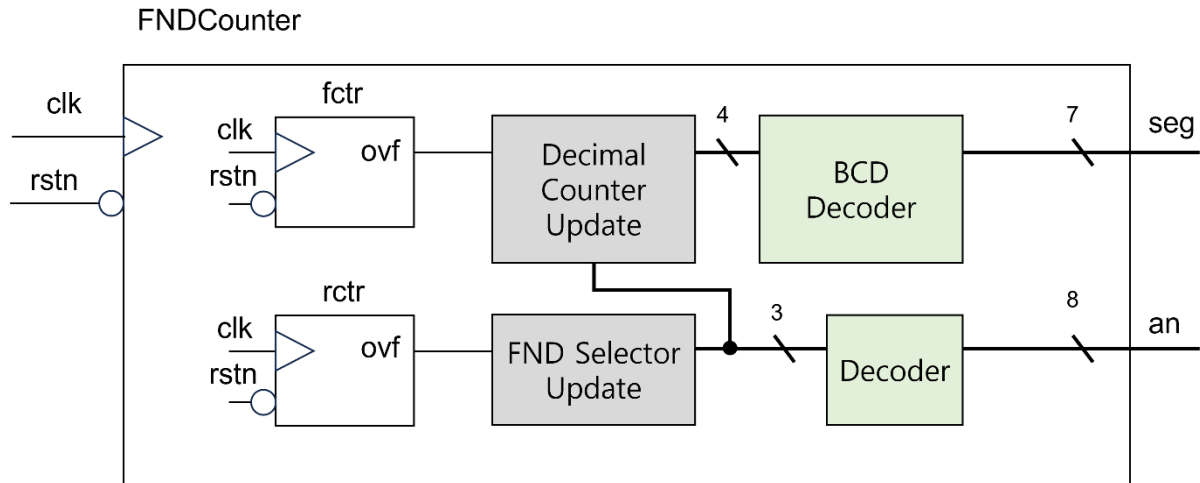 FNDCounter
clk
rstn
fctr
clk
rstn
ovf
Decimal
Counter
Update
4
BCD
Decoder
7
seg
rctr
clk
rstn
ovf
FND Selector
Update
3
Decoder
8
an